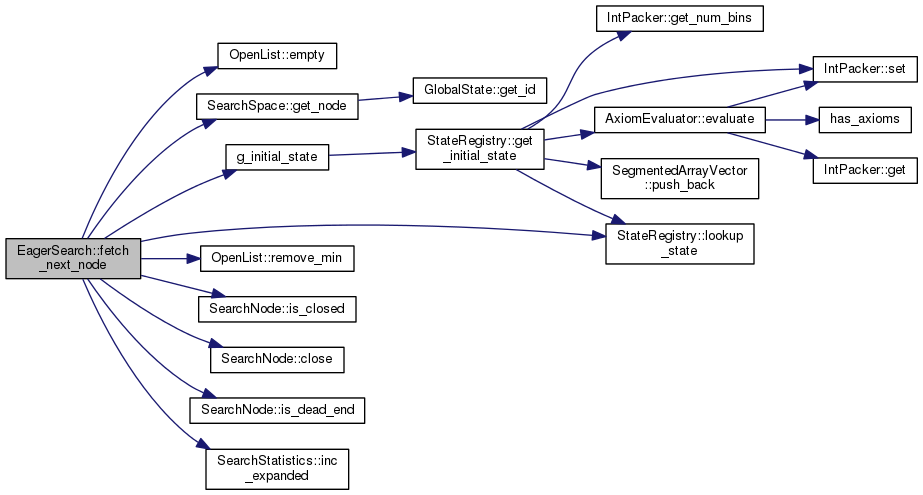 IntPacker::get_num_bins
OpenList::empty
IntPacker::set
GlobalState::get_id
SearchSpace::get_node
AxiomEvaluator::evaluate
has_axioms
StateRegistry::get
_initial_state
g_initial_state
IntPacker::get
SegmentedArrayVector
::push_back
StateRegistry::lookup
_state
EagerSearch::fetch
_next_node
OpenList::remove_min
SearchNode::is_closed
SearchNode::close
SearchNode::is_dead_end
SearchStatistics::inc
_expanded